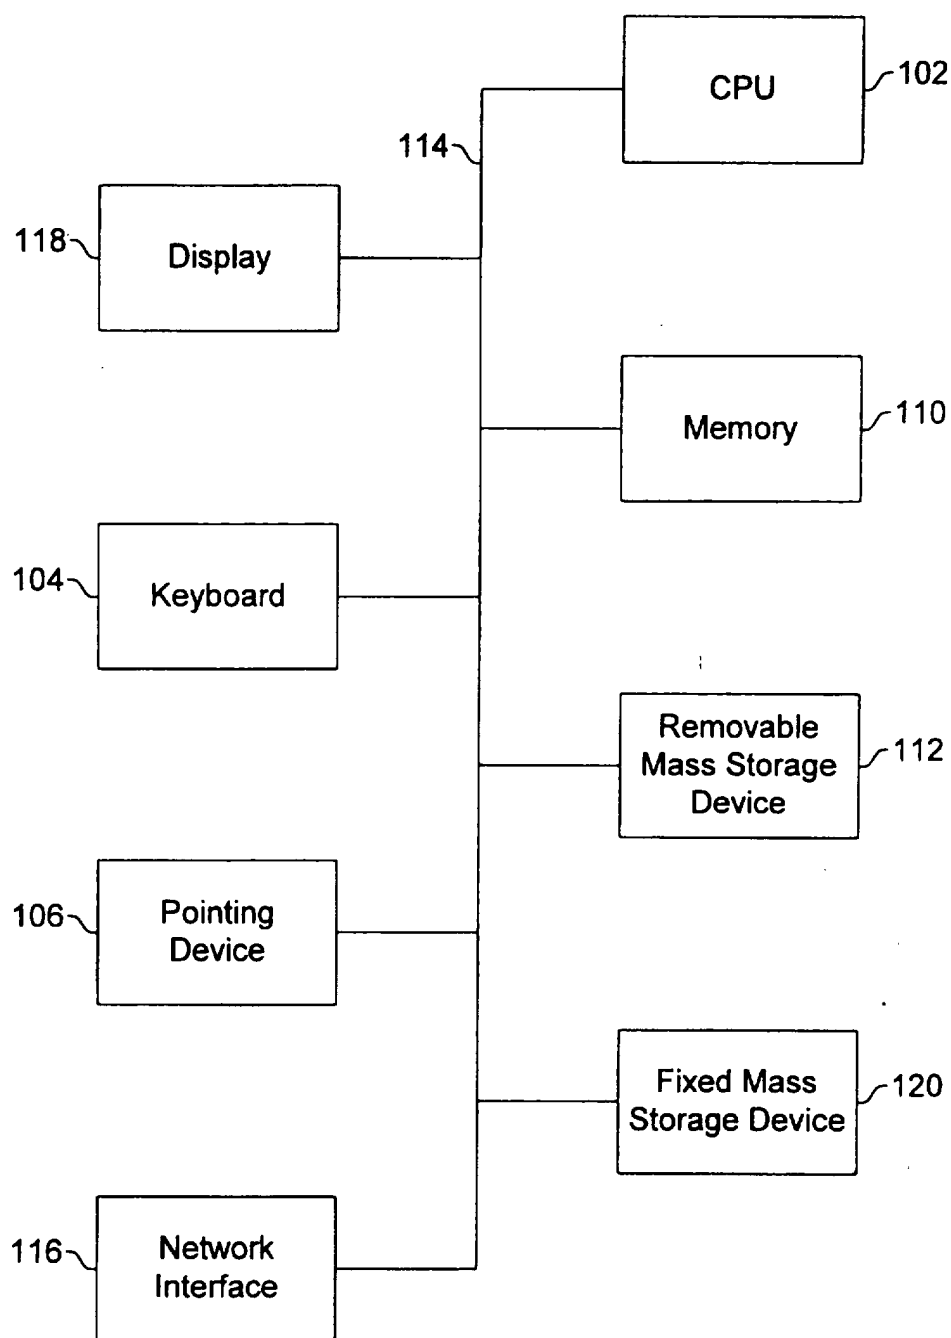 CPU
102
114
118
Display
Memory
110
104
Keyboard
Removable
Mass Storage
Device
112
106
Pointing
Device
Fixed Mass
Storage Device
120
116
Network
Interface